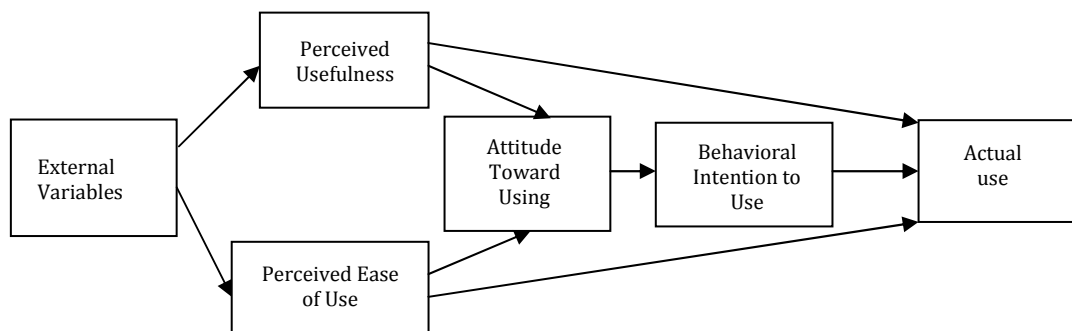 Perceived
Usefulness
External
Variables
Attitude
Toward
Using
Behavioral
Intention to
Use
Actual
use
Perceived Ease
of Use